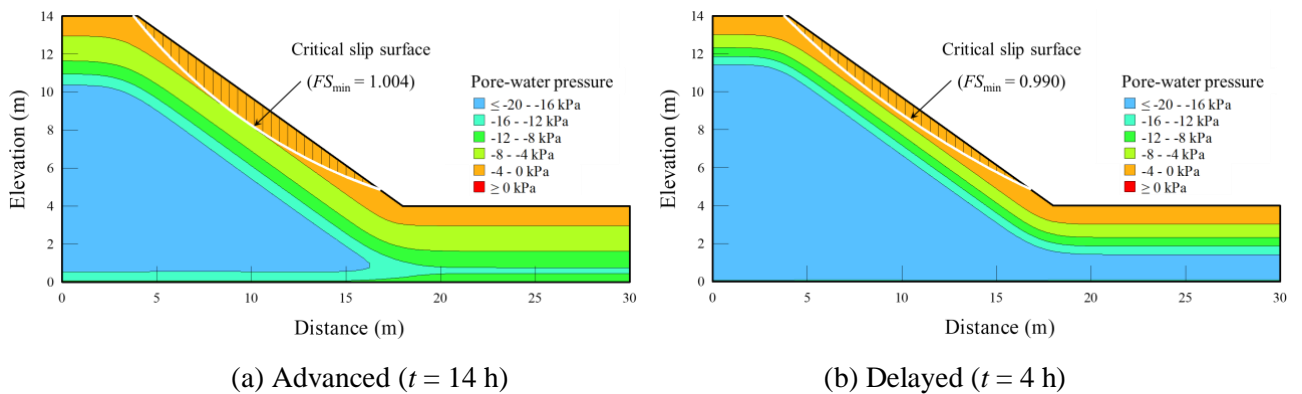 14
12
10
8
6
4
2
0
Elevation (m)
Critical slip surface
(FSmin = 1.004)
Pore-water pressure
≤ -20 - -16 kPa
-16 - -12 kPa
-12 - -8 kPa
-8 - -4 kPa
-4 - 0 kPa
≥ 0 kPa
0 5 10 15 20 25 30
Distance (m)
(a) Advanced (t = 14 h)
14
12
10
8
6
4
2
0
Elevation (m)
Critical slip surface
(FSmin = 0.990)
Pore-water pressure
≤ -20 - -16 kPa
-16 - -12 kPa
-12 - -8 kPa
-8 - -4 kPa
-4 - 0 kPa
≥ 0 kPa
0 5 10 15 20 25 30
Distance (m)
(b) Delayed (t = 4 h)